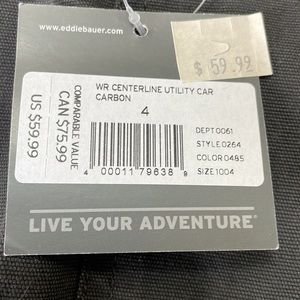 www.eddiebauer.com
$ 59.99
WR CENTERLINE UTILITY CAR
CARBON
4
COMPARABLE VALUE
CAN $75.99
US $59.99
DEPT 0061
STYLE 0264
COLOR 0485
SIZE 1004
4 00011 79638 9
LIVE YOUR ADVENTURE®